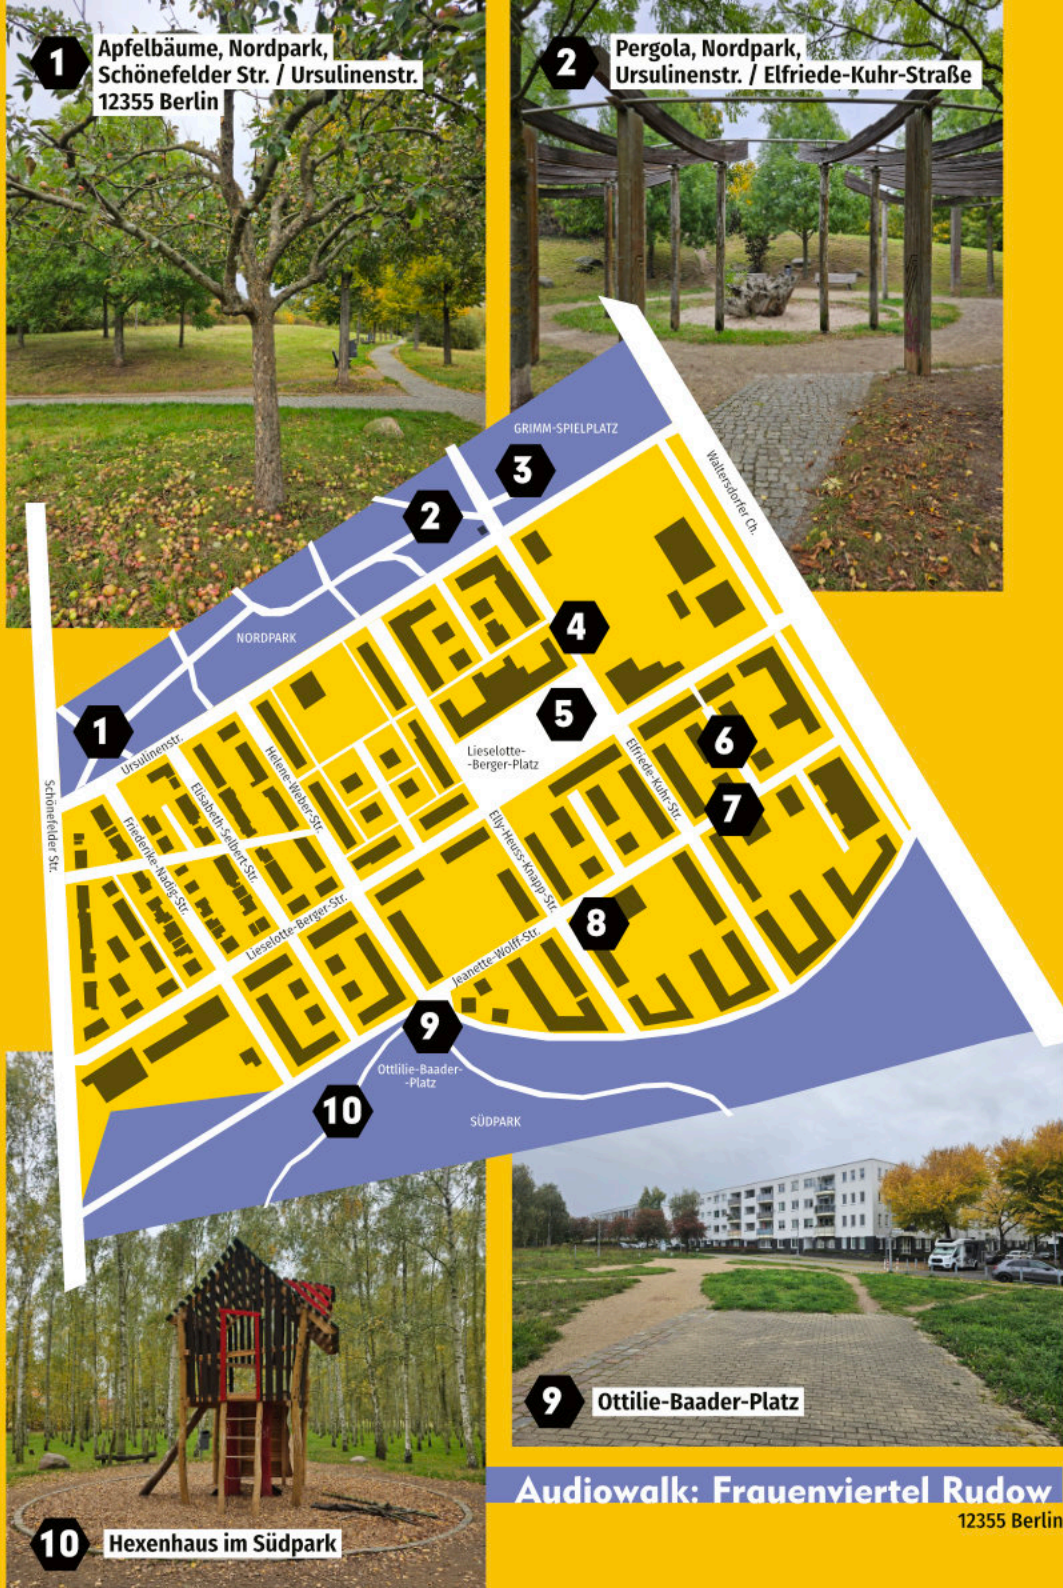 1
Apfelbäume, Nordpark,
Schönefelder Str. / Ursulinenstr.
12355 Berlin
2
Pergola, Nordpark,
Ursulinenstr. / Elfriede-Kuhr-Straße
GRIMM-SPIELPLATZ
3
2
Waltersdorfer Ch.
4
NORDPARK
1
5
6
Ursulinenstr.
Lieselotte-
-Berger-Platz
Schönefelder Str.
Friederike-Nadig-Str.
Elisabeth-Selbert-Str.
Helene-Weber-Str.
Elfriede-Kuhr-Str.
7
Elly-Heuss-Knapp-Str.
Lieselotte-Berger-Str.
8
Jeanette-Wolff-Str.
9
Ottlilie-Baader-
-Platz
10
SÜDPARK
9
Ottilie-Baader-Platz
Audiowalk: Frauenviertel Rudow
12355 Berlin
10
Hexenhaus im Südpark